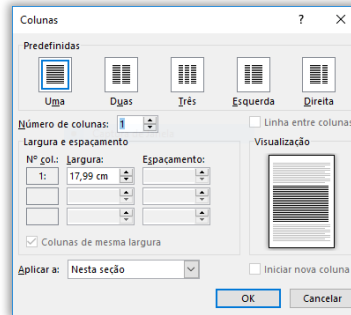 Colunas
Predefinidas
Uma Duas Três Esquerda Direita
Número de colunas: 1
Linha entre colunas
Largura e espaçamento
Visualização
Nº col.: Largura: Espaçamento:
1: 17,99 cm
Colunas de mesma largura
Aplicar a: Nesta seção
Iniciar nova coluna
OK Cancelar